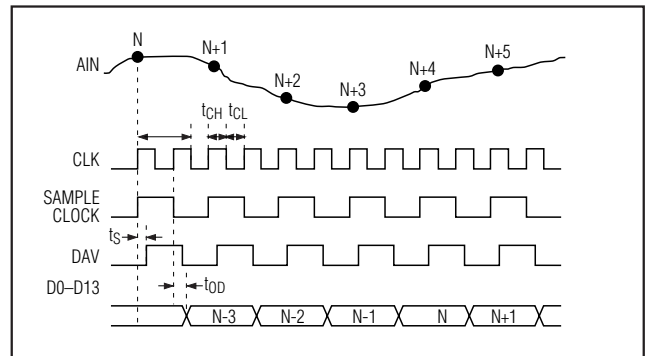 N
N+1
N+5
AIN
N+4
N+2
N+3
tCH tCL
CLK
SAMPLE
CLOCK
tS
DAV
tOD
D0–D13
N-3 N-2 N-1 N N+1